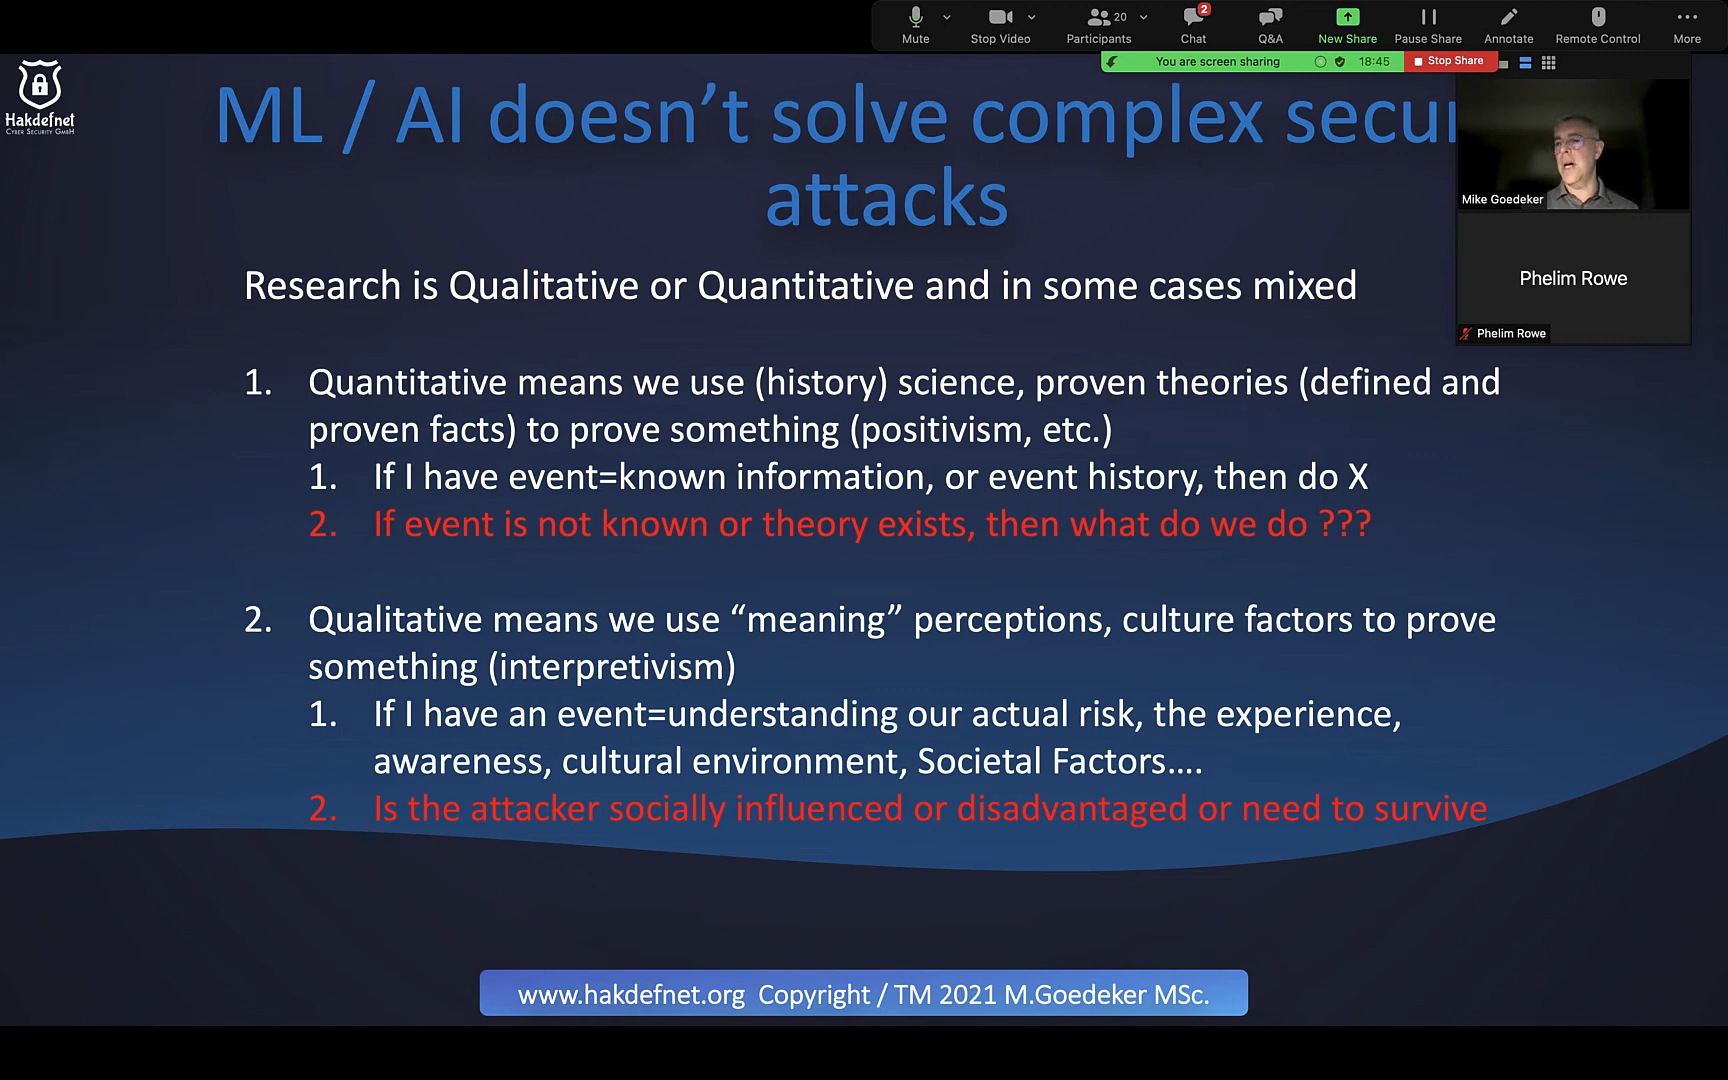 Mute
Stop Video
20
Participants
2
Chat
Q&A
New Share
Pause Share
Annotate
Remote Control
More
You are screen sharing
18:45
Stop Share
Hakdefnet
CYBER SECURITY GMBH
ML / AI doesn’t solve complex secur
attacks
Mike Goedeker
Phelim Rowe
Phelim Rowe
Research is Qualitative or Quantitative and in some cases mixed
1. Quantitative means we use (history) science, proven theories (defined and
proven facts) to prove something (positivism, etc.)
1. If I have event=known information, or event history, then do X
2. If event is not known or theory exists, then what do we do ???
2. Qualitative means we use “meaning” perceptions, culture factors to prove
something (interpretivism)
1. If I have an event=understanding our actual risk, the experience,
awareness, cultural environment, Societal Factors....
2. Is the attacker socially influenced or disadvantaged or need to survive
www.hakdefnet.org Copyright / TM 2021 M.Goedeker MSc.